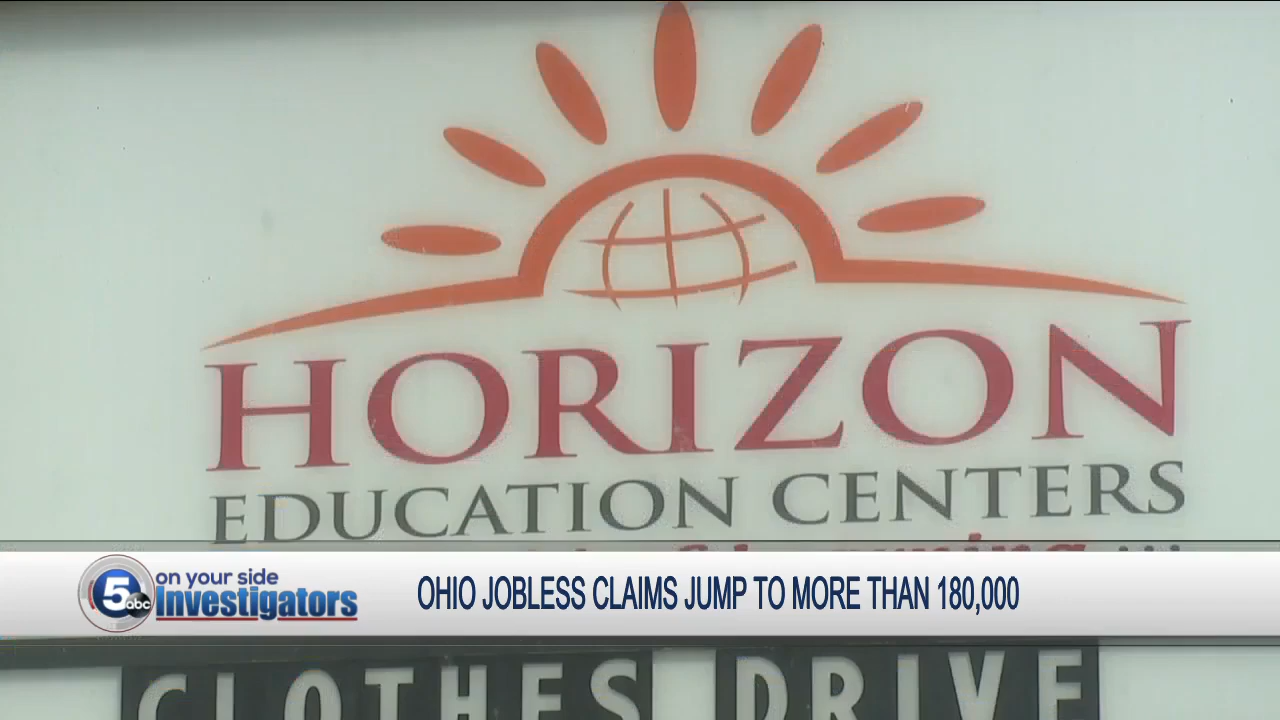 HORIZON
EDUCATION CENTERS
5 abc
on your side
Investigators
OHIO JOBLESS CLAIMS JUMP TO MORE THAN 180,000
CLOTHES DRIVE